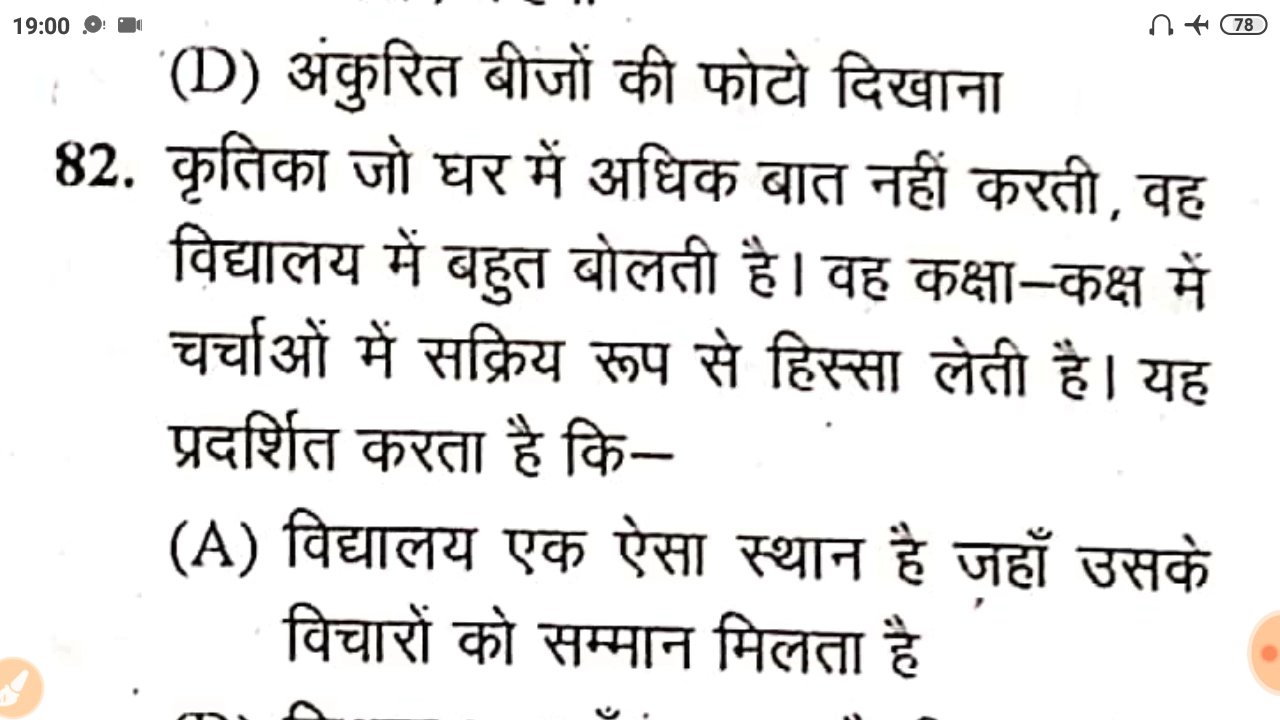 19:00
78
(D) अंकुरित बीजों की फोटो दिखाना
82. कृतिका जो घर में अधिक बात नहीं करती, वह
विद्यालय में बहुत बोलती है। वह कक्षा–कक्ष में
चर्चाओं में सक्रिय रूप से हिस्सा लेती है। यह
प्रदर्शित करता है कि–
(A) विद्यालय एक ऐसा स्थान है जहाँ उसके
विचारों को सम्मान मिलता है